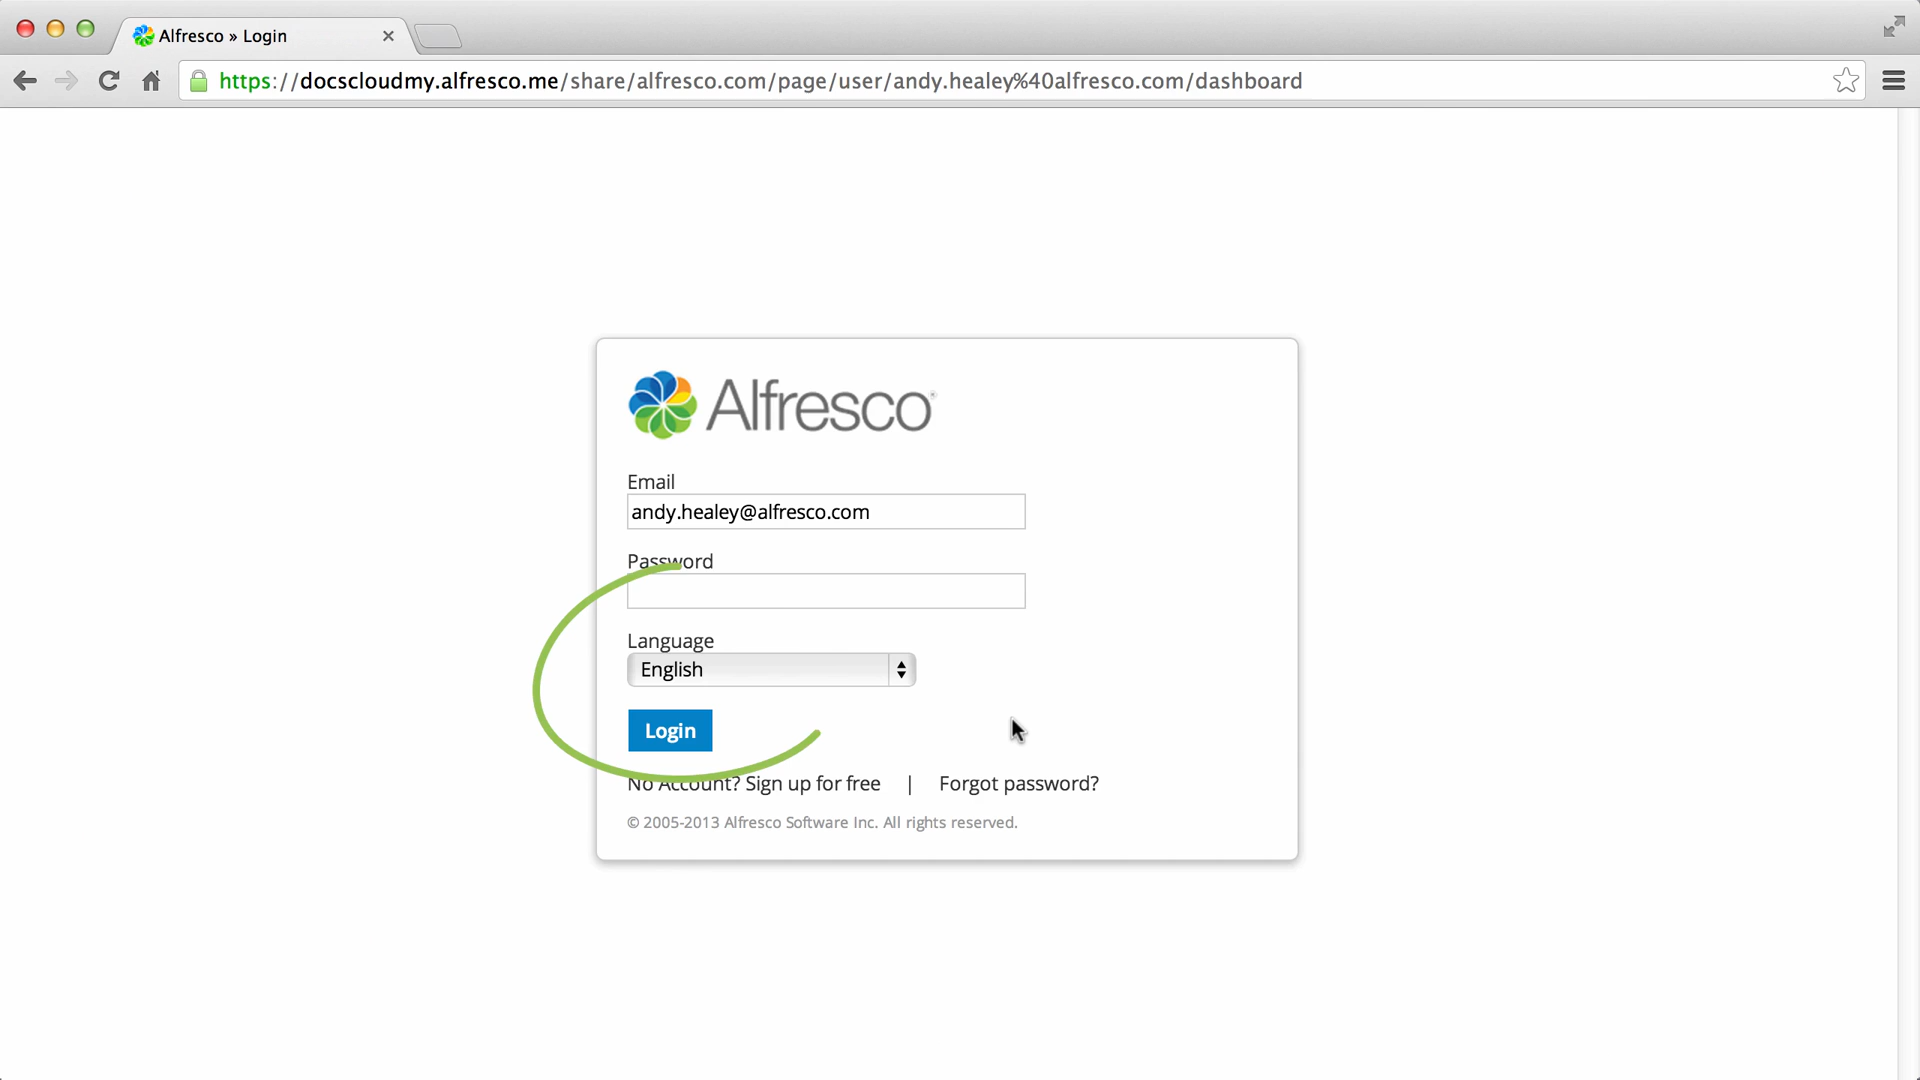 Alfresco » Login
https://docscloudmy.alfresco.me/share/alfresco.com/page/user/andy.healey%40alfresco.com/dashboard
Alfresco
Email
andy.healey@alfresco.com
Password
Language
English
Login
No Account? Sign up for free | Forgot password?
© 2005-2013 Alfresco Software Inc. All rights reserved.